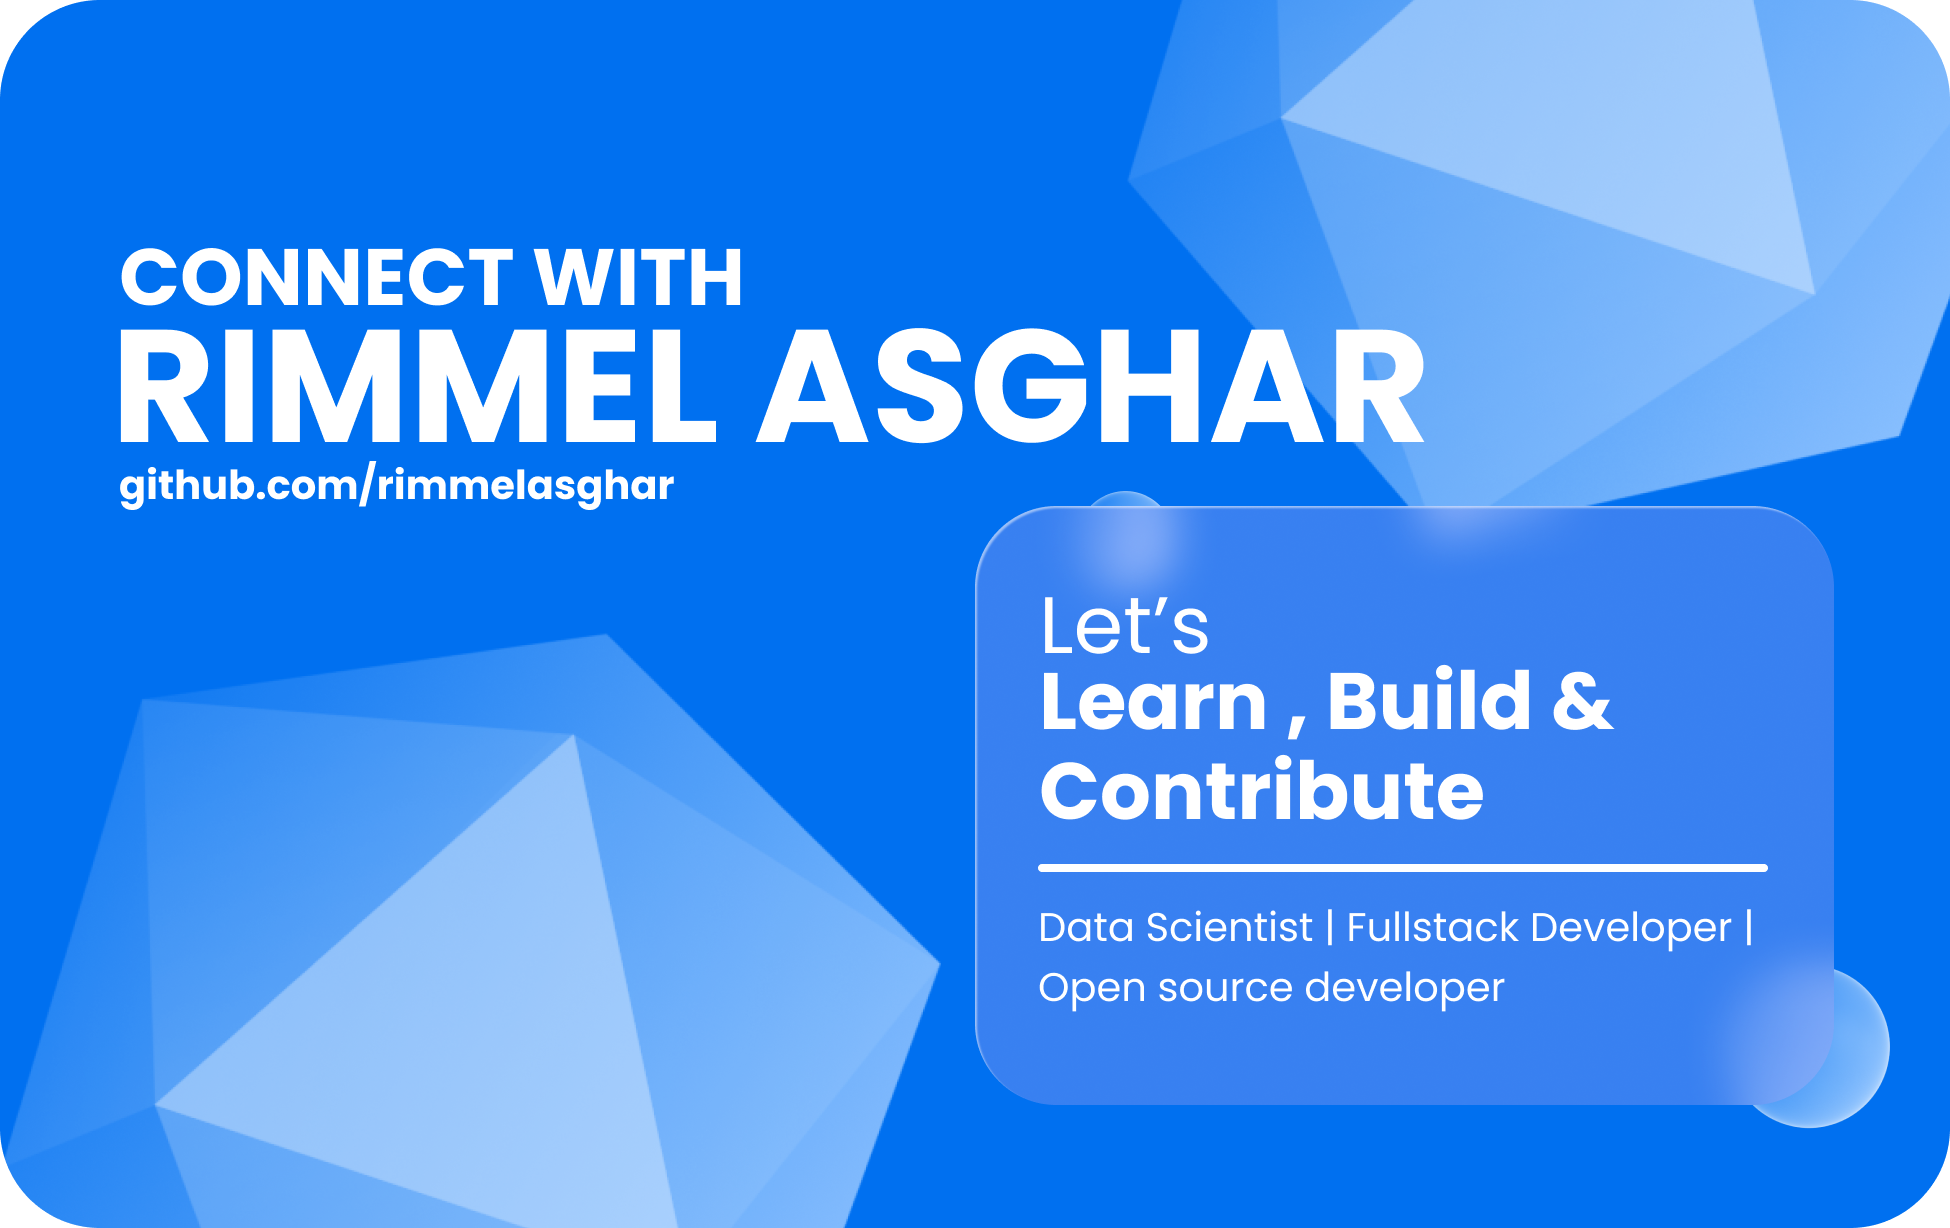 CONNECT WITH
RIMMEL ASGHAR
github.com/rimmelasghar
Let’s
Learn , Build &
Contribute
Data Scientist | Fullstack Developer |
Open source developer